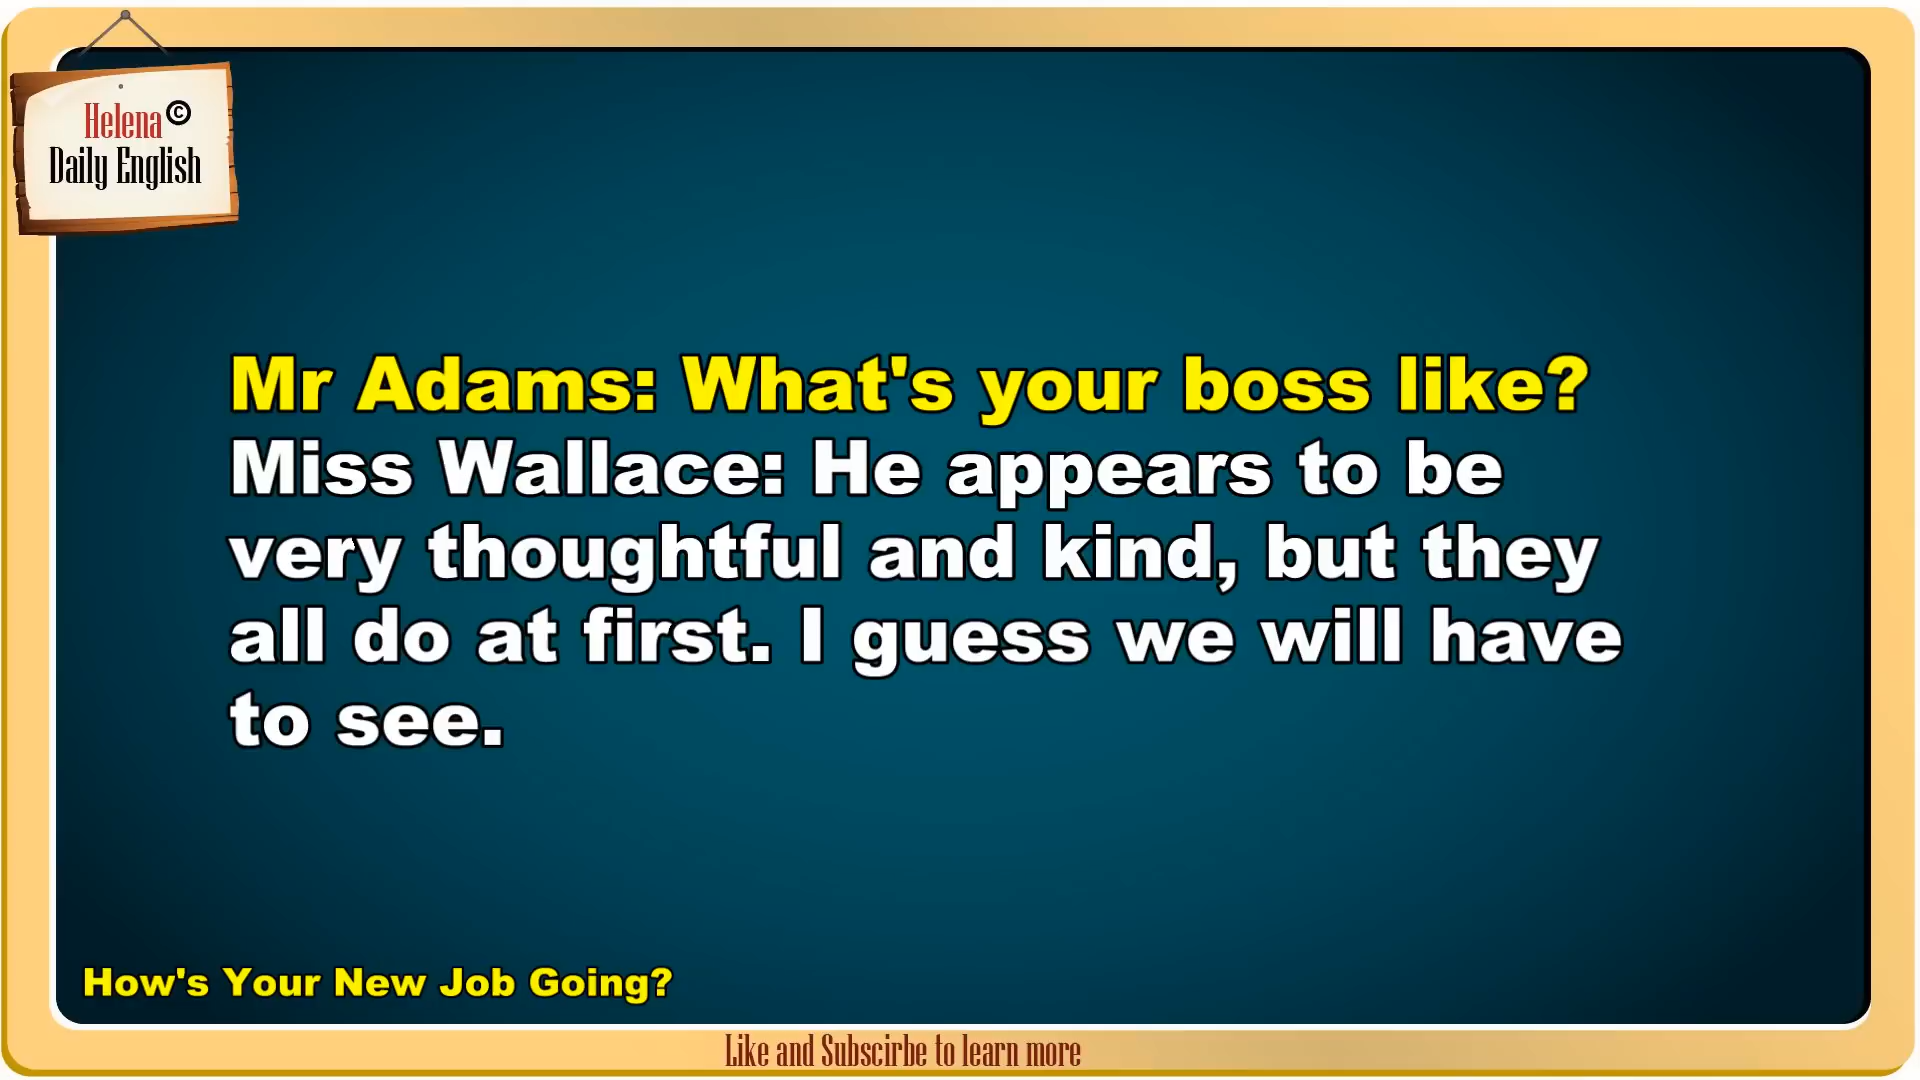 Helena©
Daily English
Mr Adams: What's your boss like?
Miss Wallace: He appears to be
very thoughtful and kind, but they
all do at first. I guess we will have
to see.
How's Your New Job Going?
Like and Subscirbe to learn more